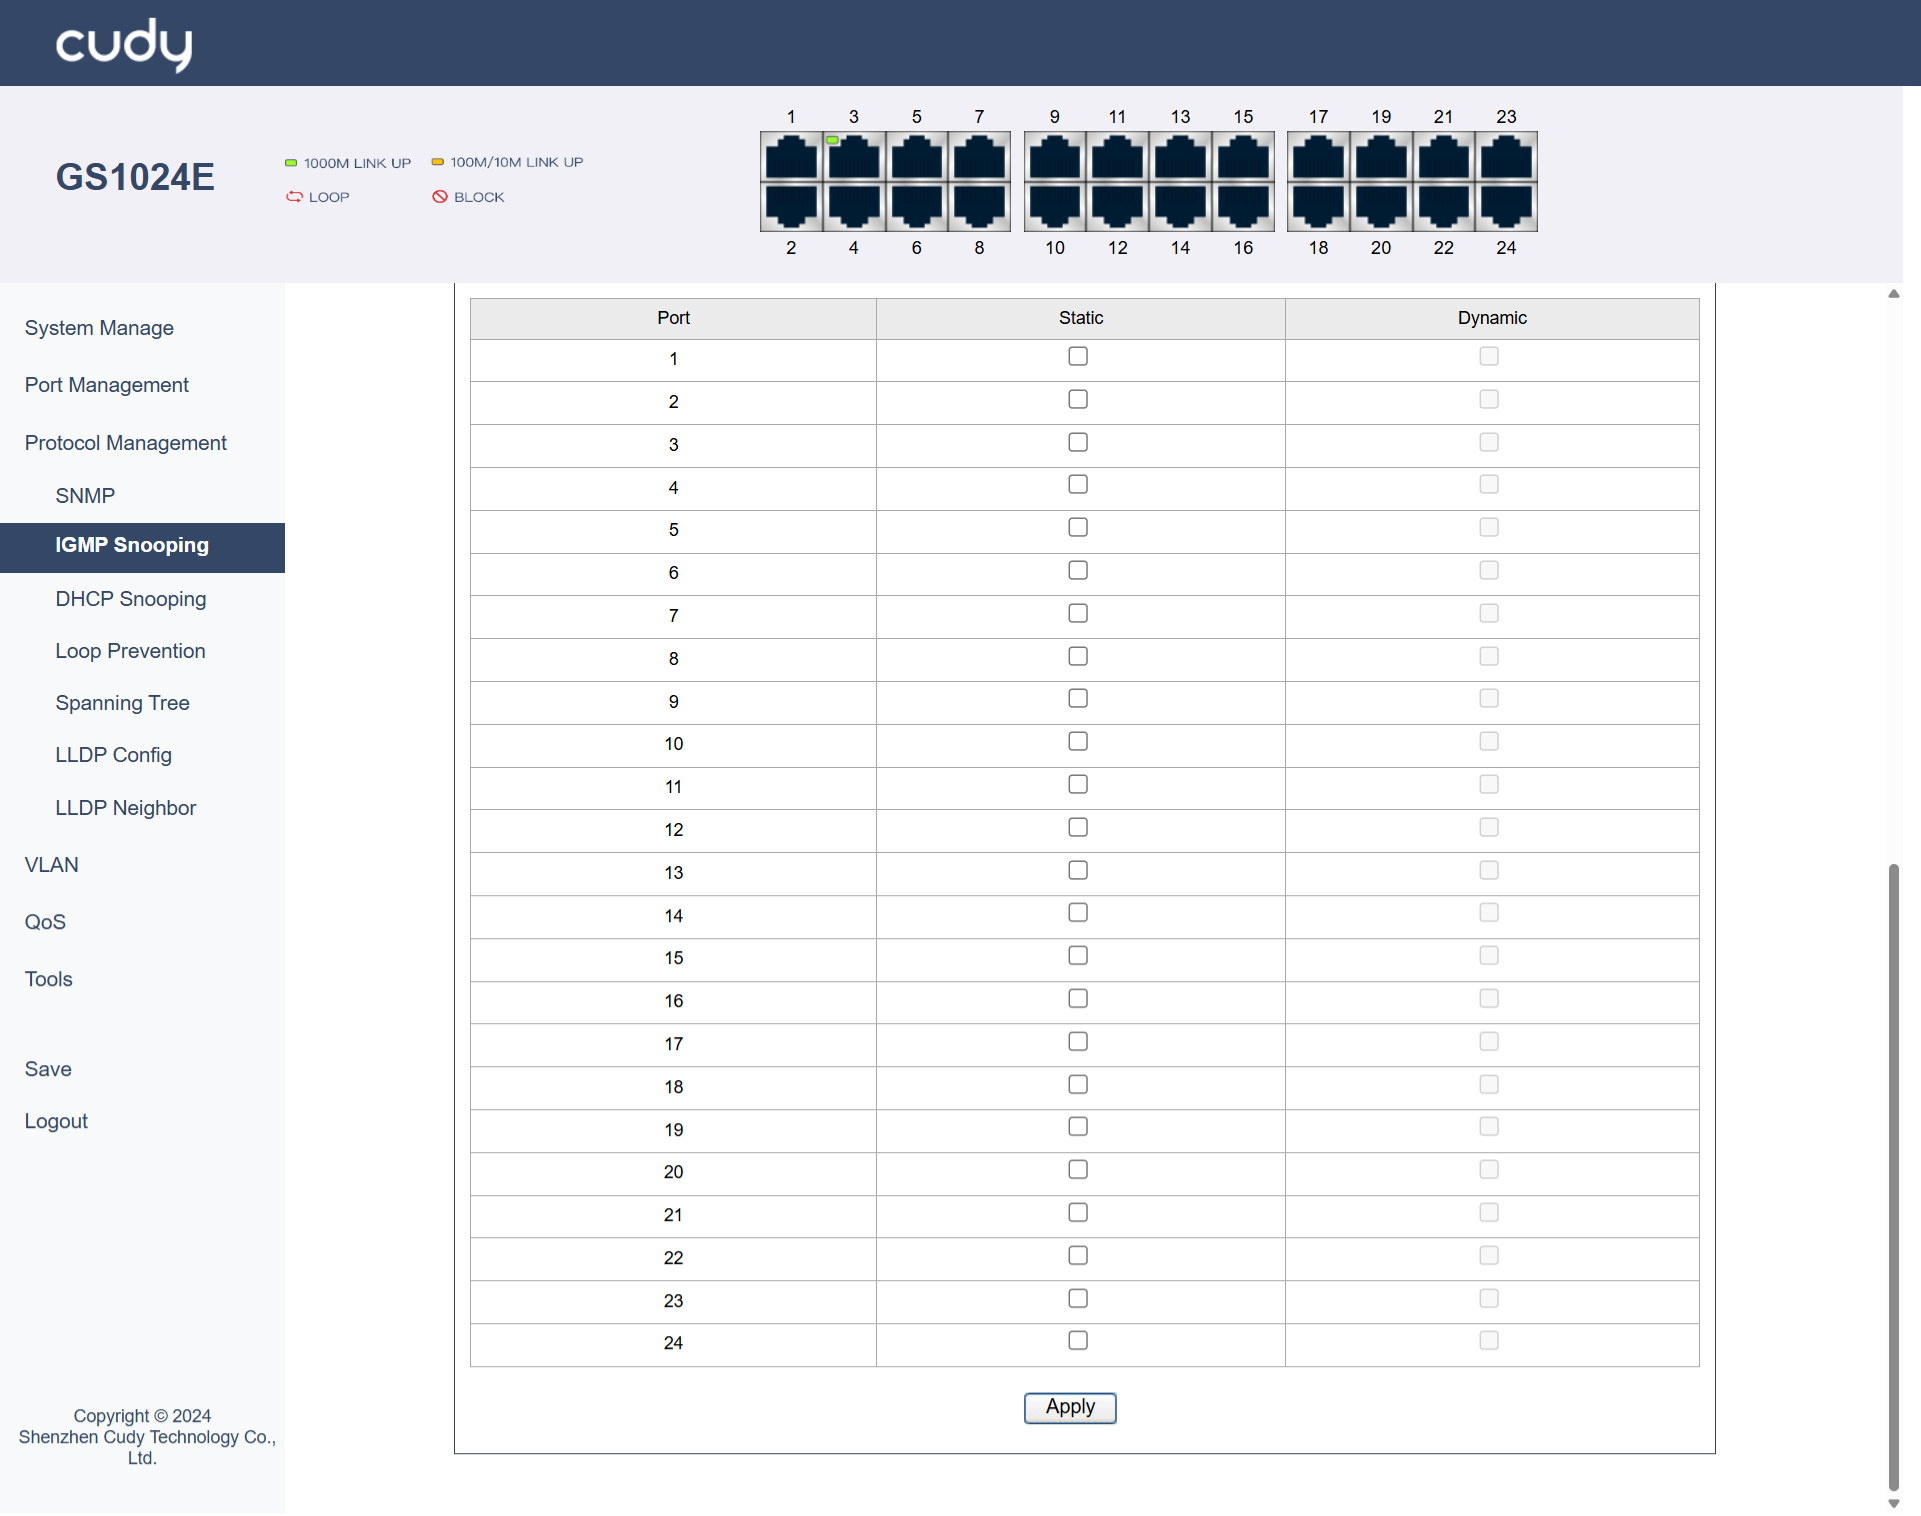 cudy
GS1024E
1000M LINK UP 100M/10M LINK UP
LOOP BLOCK
1 3 5 7 9 11 13 15 17 19 21 23
2 4 6 8 10 12 14 16 18 20 22 24
System Manage
Port Management
Protocol Management
SNMP
IGMP Snooping
DHCP Snooping
Loop Prevention
Spanning Tree
LLDP Config
LLDP Neighbor
VLAN
QoS
Tools
Save
Logout
Copyright © 2024
Shenzhen Cudy Technology Co.,
Ltd.
Port Static Dynamic
1
2
3
4
5
6
7
8
9
10
11
12
13
14
15
16
17
18
19
20
21
22
23
24
Apply